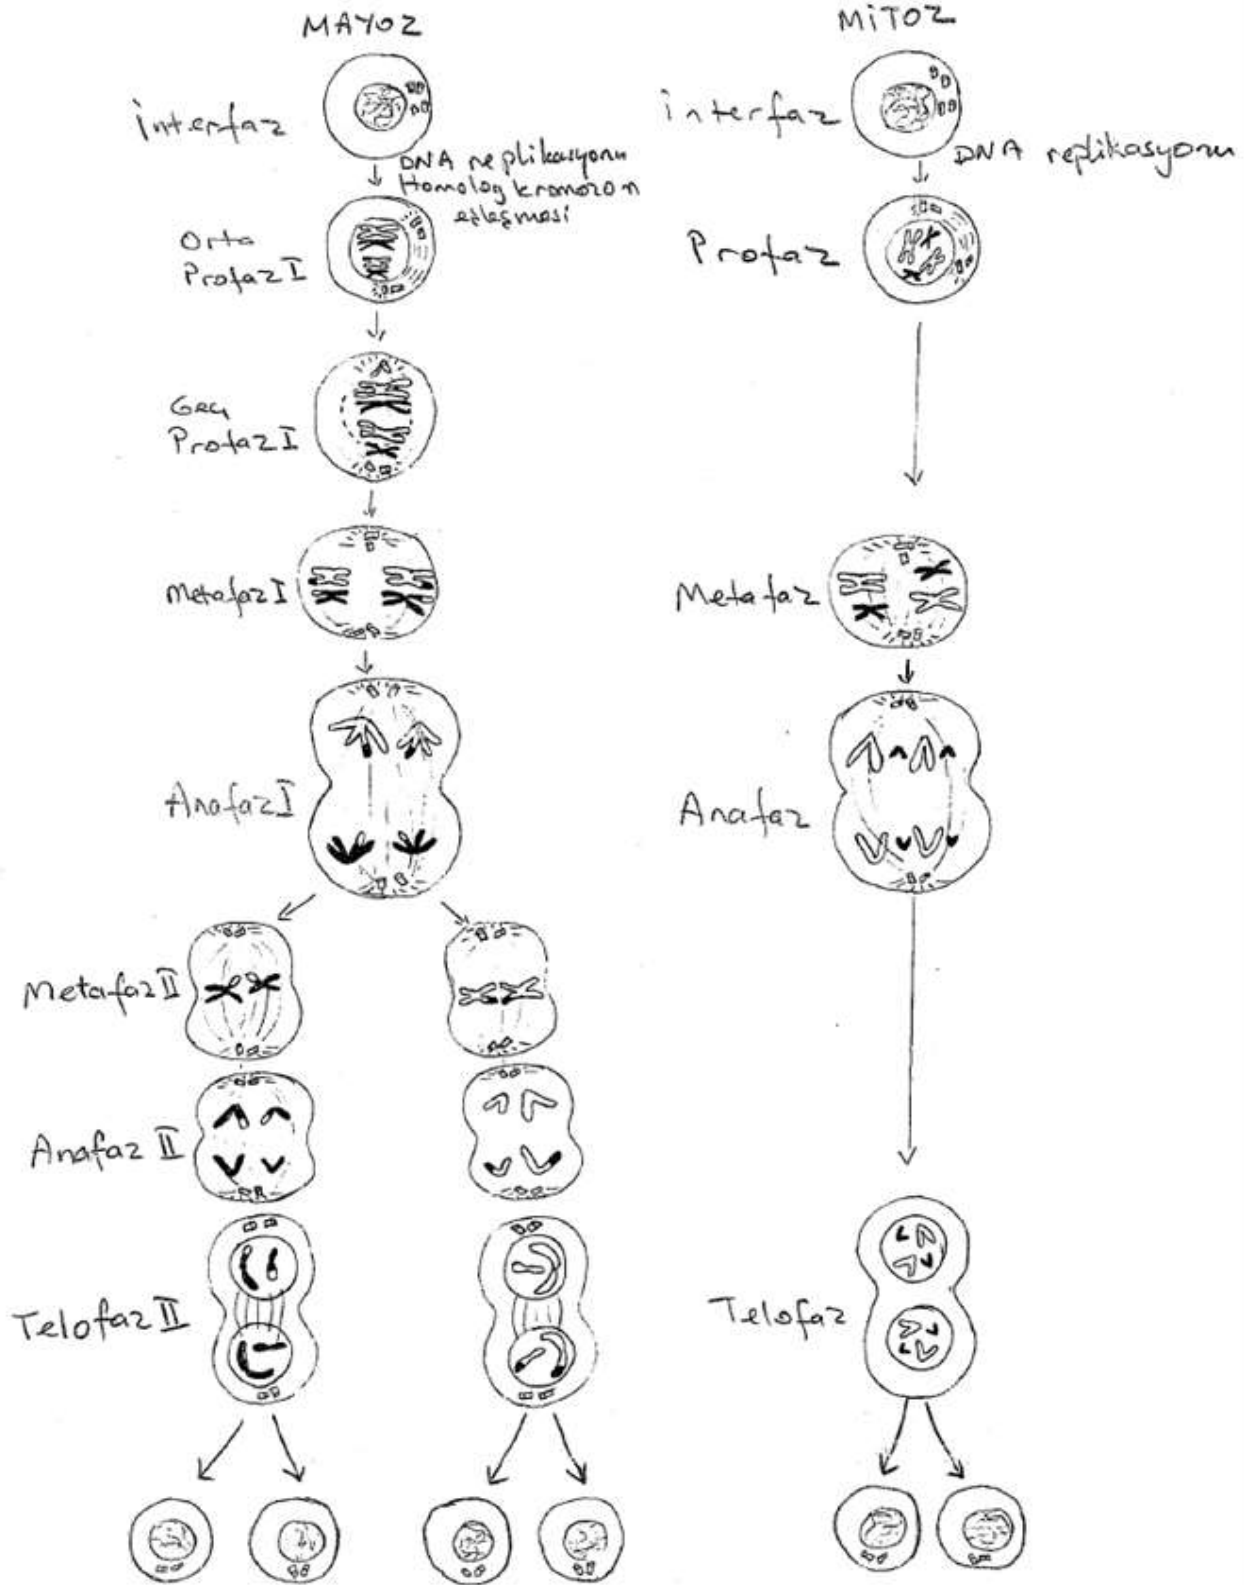 MAYOZ
İnterfaz
DNA replikasyonu
Homolog kromozon
eşleşmesi
Orta
Profaz I
Geç
Profaz I
Metafaz I
Anafaz I
Metafaz II
Anafaz II
Telofaz II
MİTOZ
İnterfaz
DNA replikasyonu
Profaz
Metafaz
Anafaz
Telofaz